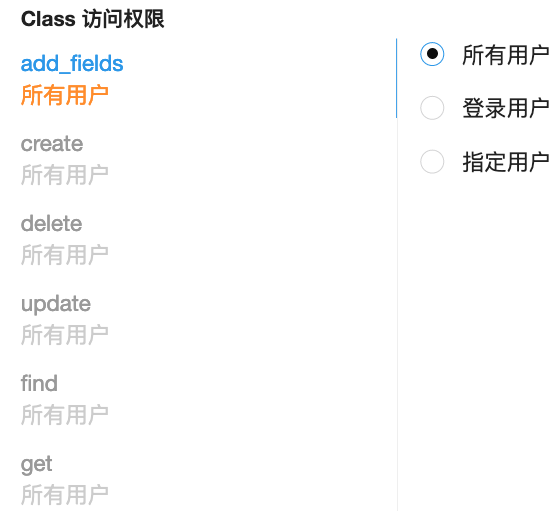 Class 访问权限
add_fields
所有用户
create
所有用户
delete
所有用户
update
所有用户
find
所有用户
get
所有用户
所有用户
登录用户
指定用户